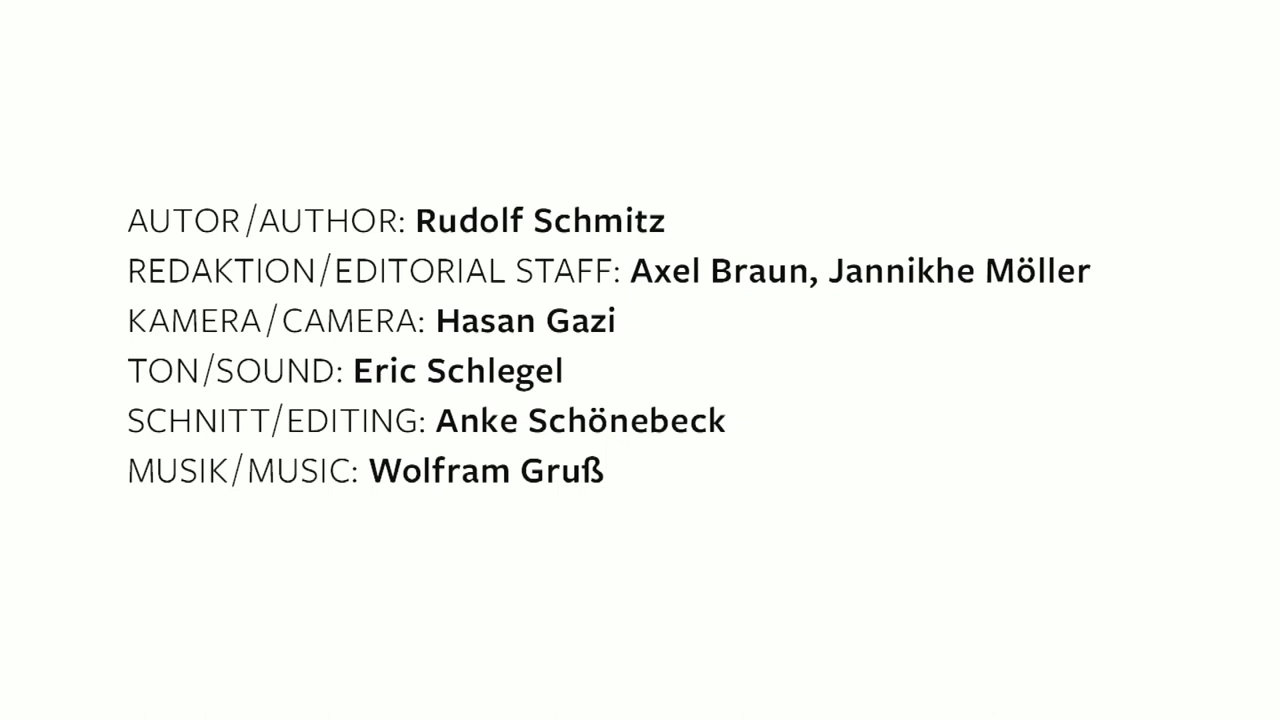 AUTOR/AUTHOR: Rudolf Schmitz
REDAKTION/EDITORIAL STAFF: Axel Braun, Jannikhe Möller
KAMERA/CAMERA: Hasan Gazi
TON/SOUND: Eric Schlegel
SCHNITT/EDITING: Anke Schönebeck
MUSIK/MUSIC: Wolfram Gruß